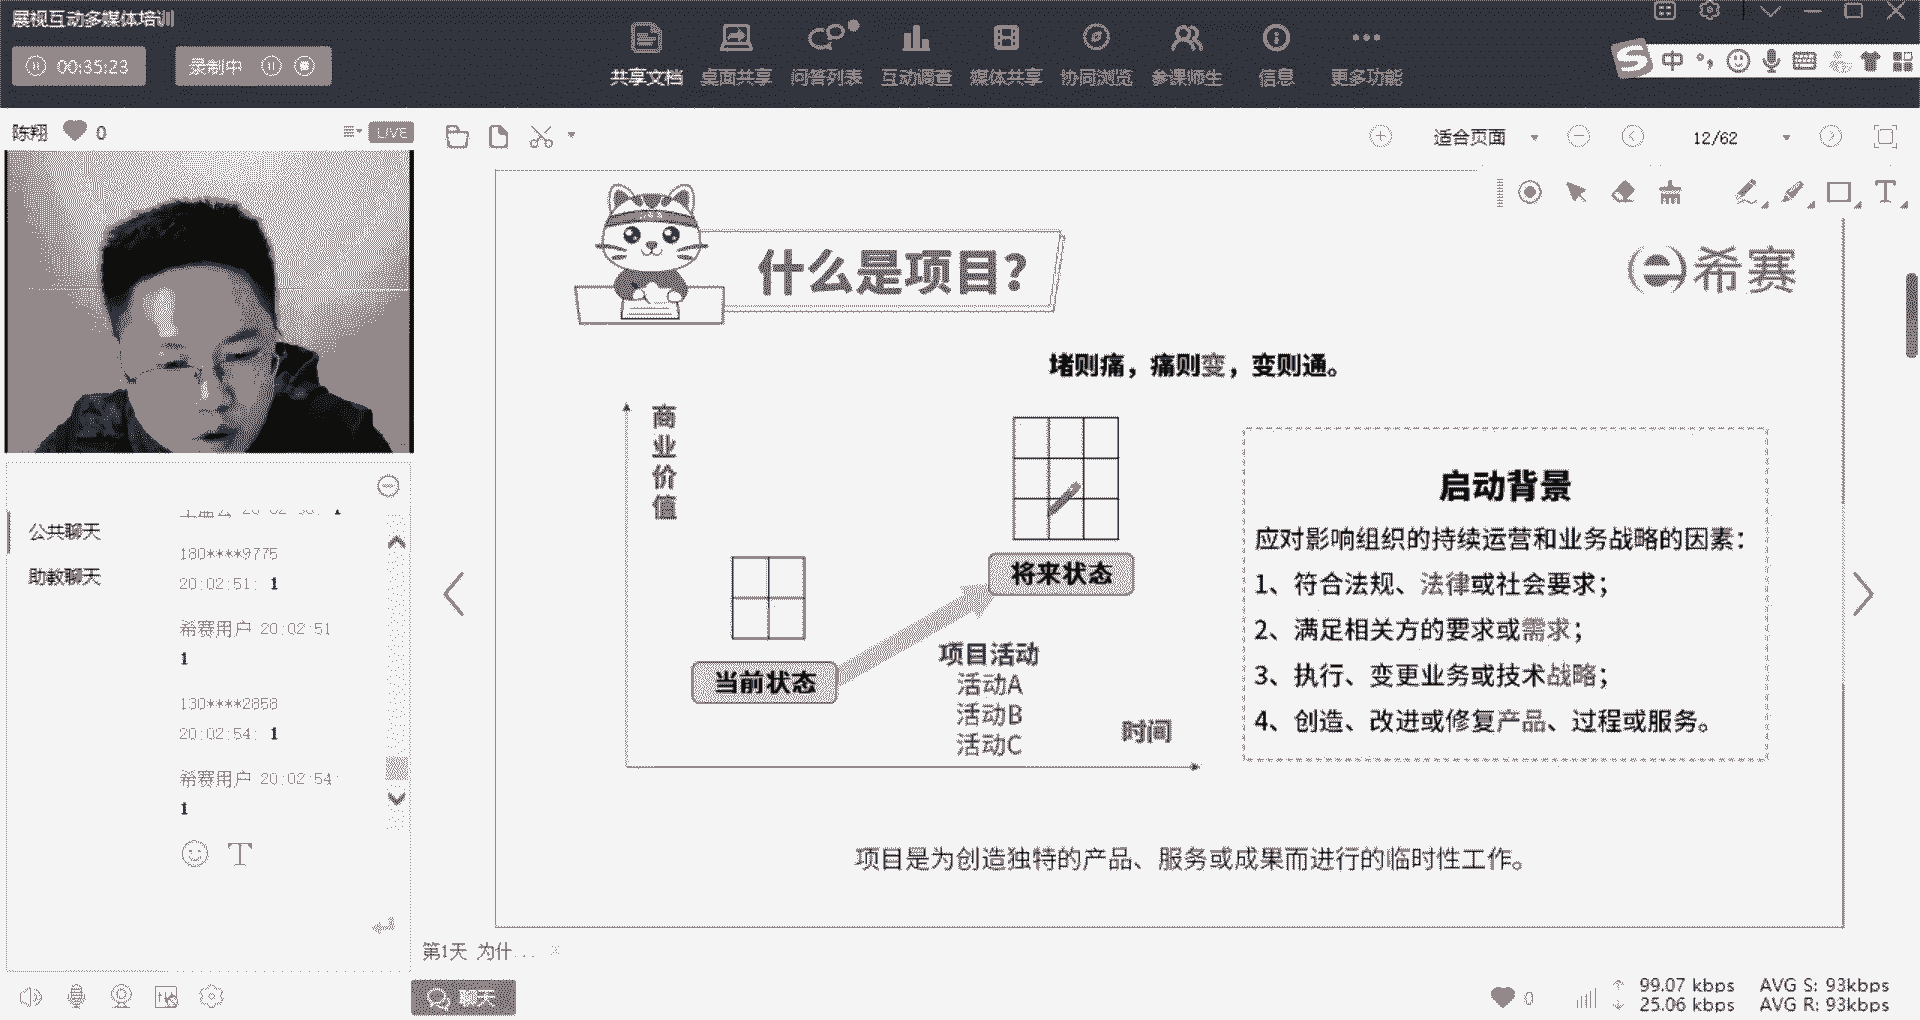 展视互动多媒体培训
00:35:23
录制中
共享文档
桌面共享
问答列表
互动调查
媒体共享
协同浏览
参课师生
信息
更多功能
中
陈翔 0
LIVE
适合页面
12/62
公共聊天
助教聊天
180****9775
20:02:51: 1
希赛用户 20:02:51
1
130****2858
20:02:54: 1
希赛用户 20:02:54
1
什么是项目?
希赛
堵则痛，痛则变，变则通。
商业价值
将来状态
当前状态
项目活动
活动A
活动B
活动C
时间
启动背景
应对影响组织的持续运营和业务战略的因素：
1、符合法规、法律或社会要求；
2、满足相关方的要求或需求；
3、执行、变更业务或技术战略；
4、创造、改进或修复产品、过程或服务。
项目是为创造独特的产品、服务或成果而进行的临时性工作。
第1天 为什...
聊天
0
99.07 kbps AVG S: 93kbps
25.06 kbps AVG R: 93kbps